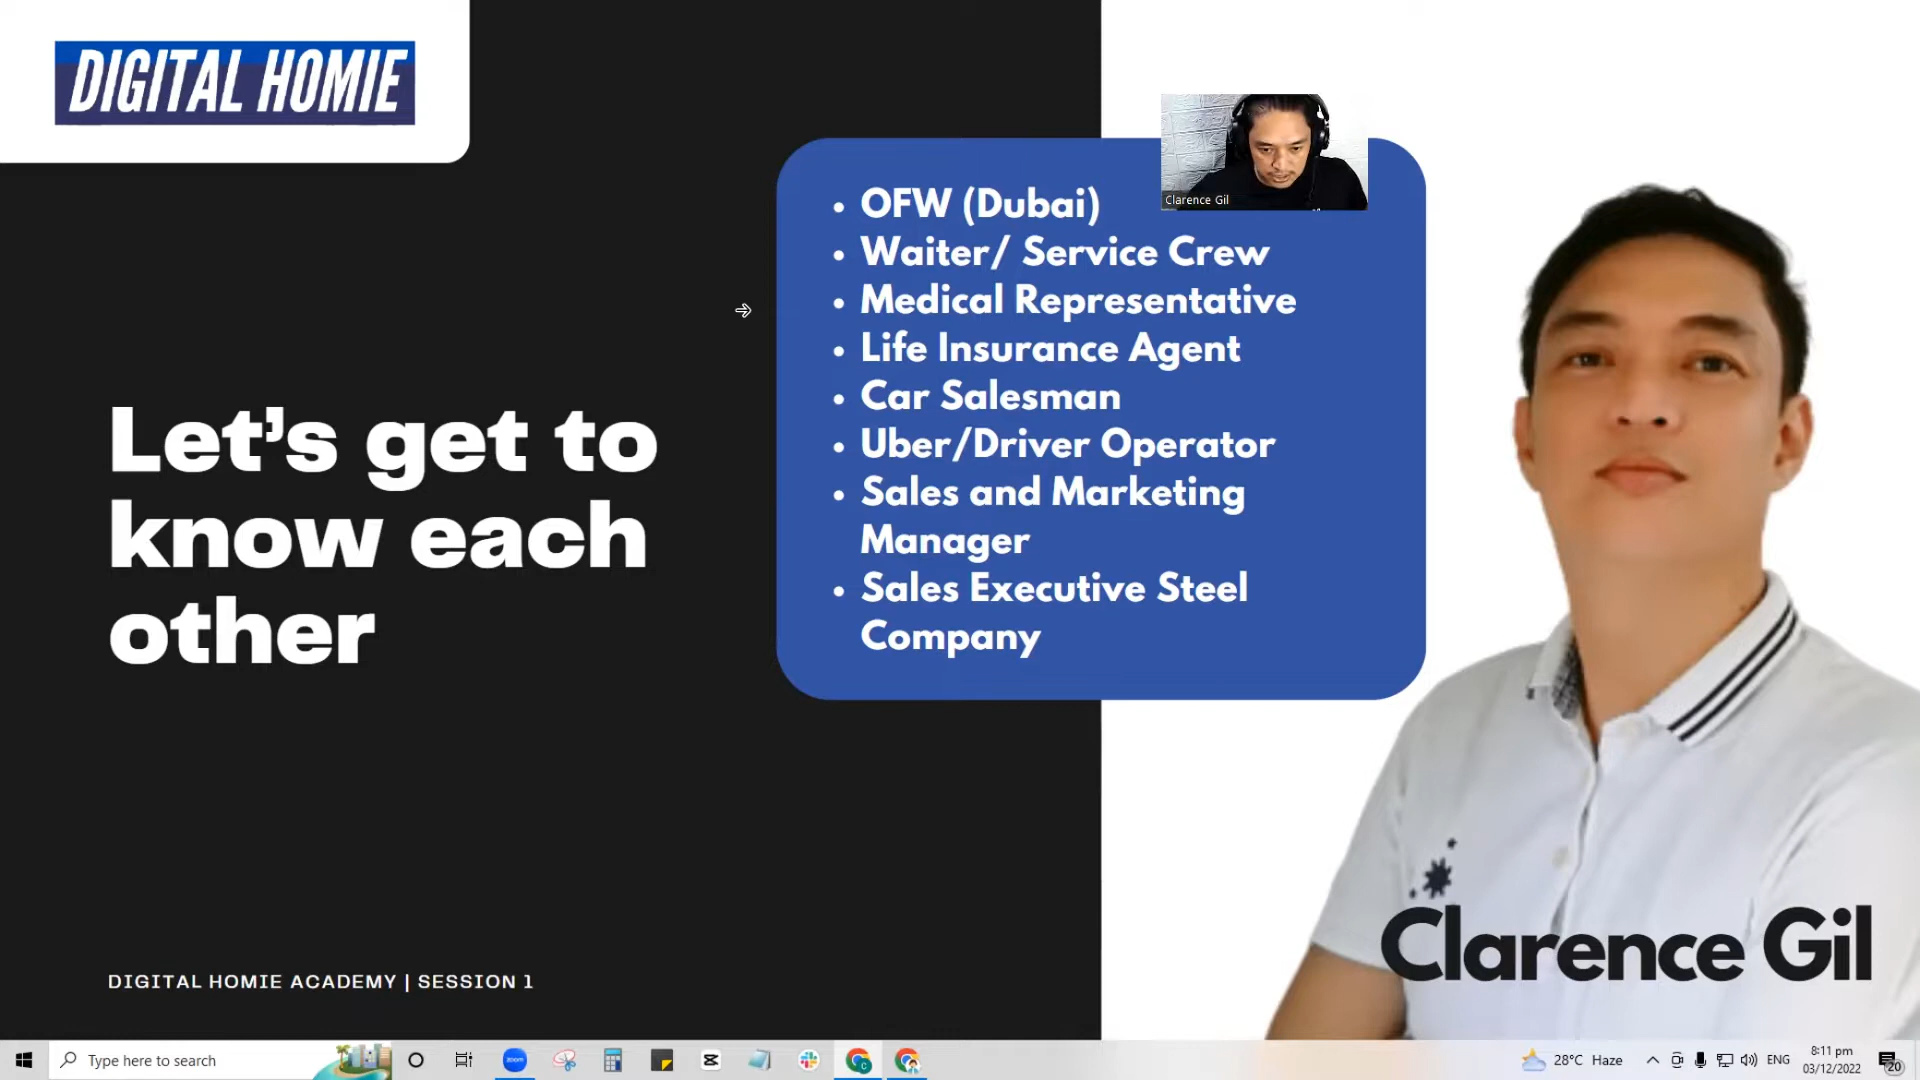 DIGITAL HOMIE
Clarence Gil
• OFW (Dubai)
• Waiter/ Service Crew
• Medical Representative
• Life Insurance Agent
• Car Salesman
• Uber/Driver Operator
• Sales and Marketing
Manager
• Sales Executive Steel
Company
Let's get to
know each
other
Clarence Gil
DIGITAL HOMIE ACADEMY | SESSION 1
Type here to search
zoom
28°C Haze
ENG
8:11 pm
03/12/2022
20